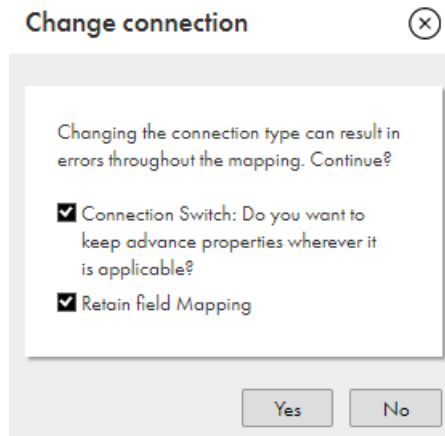 Change connection
Changing the connection type can result in
errors throughout the mapping. Continue?
Connection Switch: Do you want to
keep advance properties wherever it
is applicable?
Retain field Mapping
Yes No